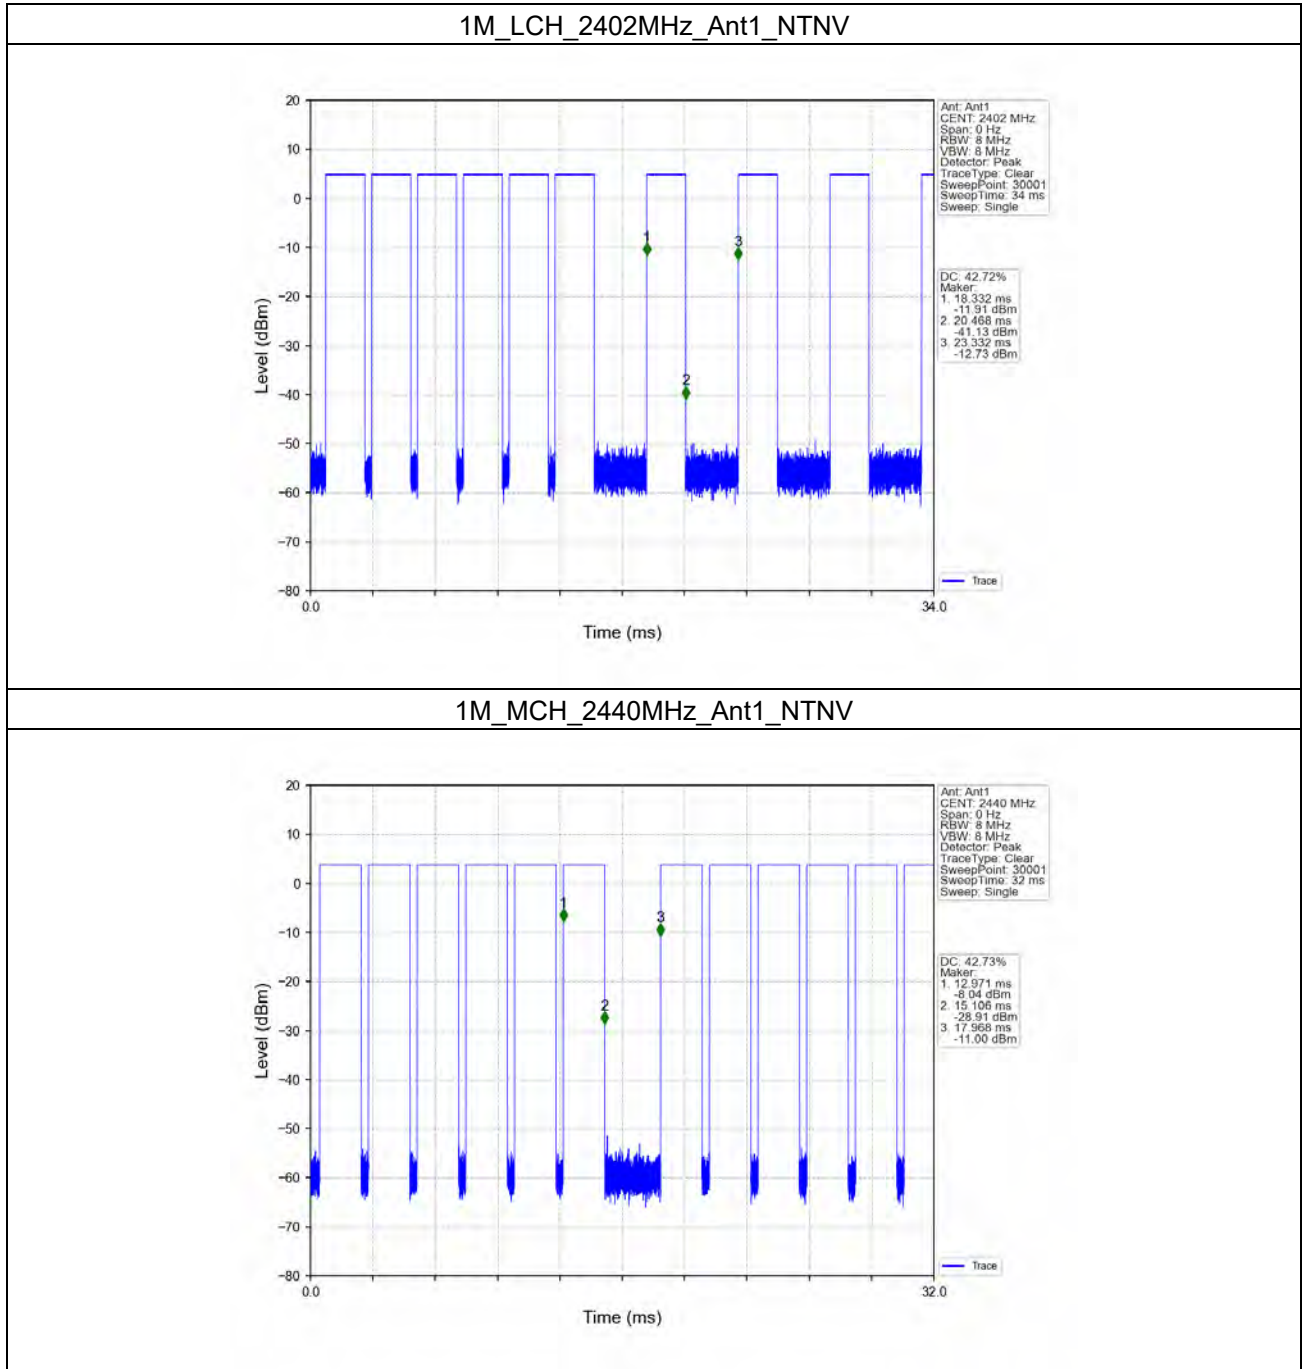 1M_LCH_2402MHz_Ant1_NTNV
20
10
0
−10
−20
−30
−40
−50
−60
−70
−80
Level (dBm)
0.0
34.0
Time (ms)
1
2
3
Ant: Ant1
CENT: 2402 MHz
Span: 0 Hz
RBW: 8 MHz
VBW: 8 MHz
Detector: Peak
TraceType: Clear
SweepPoint: 30001
SweepTime: 34 ms
Sweep: Single
DC: 42.72%
Maker:
1. 18.332 ms
-11.91 dBm
2. 20.468 ms
-41.13 dBm
3. 23.332 ms
-12.73 dBm
Trace
1M_MCH_2440MHz_Ant1_NTNV
20
10
0
−10
−20
−30
−40
−50
−60
−70
−80
Level (dBm)
0.0
32.0
Time (ms)
1
2
3
Ant: Ant1
CENT: 2440 MHz
Span: 0 Hz
RBW: 8 MHz
VBW: 8 MHz
Detector: Peak
TraceType: Clear
SweepPoint: 30001
SweepTime: 32 ms
Sweep: Single
DC: 42.73%
Maker:
1. 12.971 ms
-8.04 dBm
2. 15.106 ms
-28.91 dBm
3. 17.968 ms
-11.00 dBm
Trace